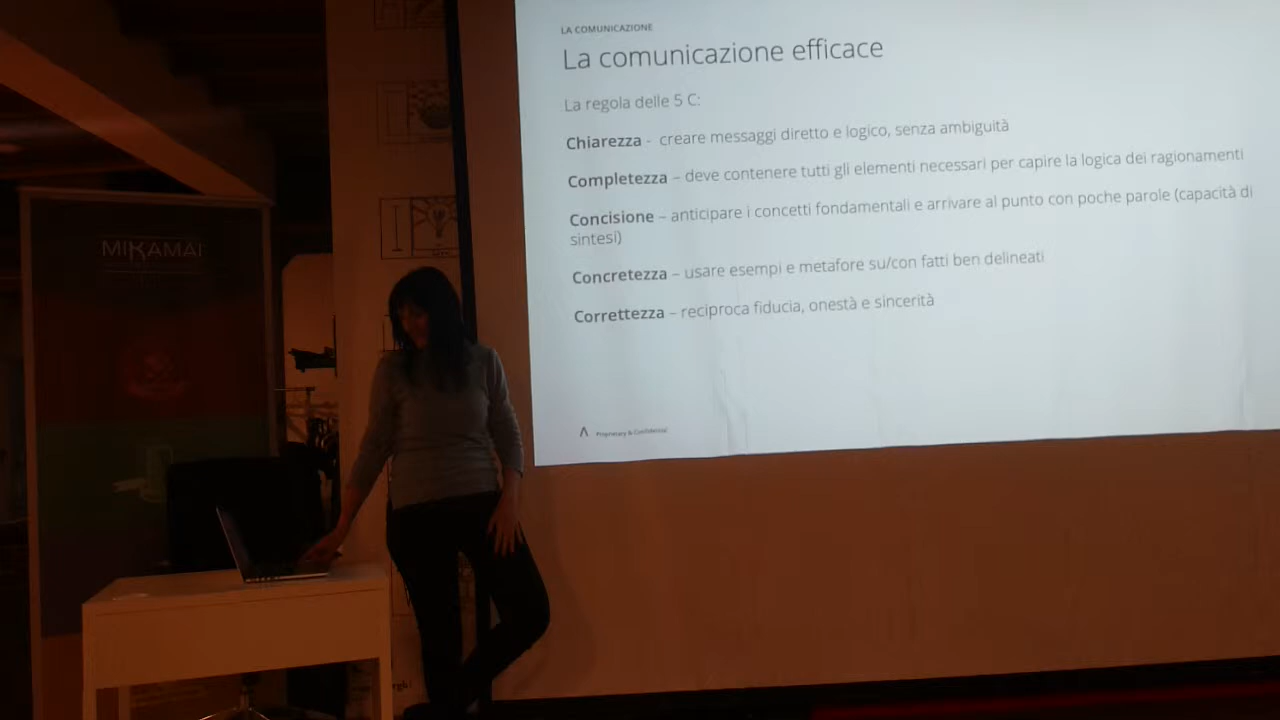 LA COMUNICAZIONE
La comunicazione efficace
La regola delle 5 C:
Chiarezza - creare messaggi diretto e logico, senza ambiguità
Completezza – deve contenere tutti gli elementi necessari per capire la logica dei ragionamenti
Concisione – anticipare i concetti fondamentali e arrivare al punto con poche parole (capacità di
sintesi)
Concretezza – usare esempi e metafore su/con fatti ben delineati
Correttezza – reciproca fiducia, onestà e sincerità
Proprietary & Confidential
MIKAMAI